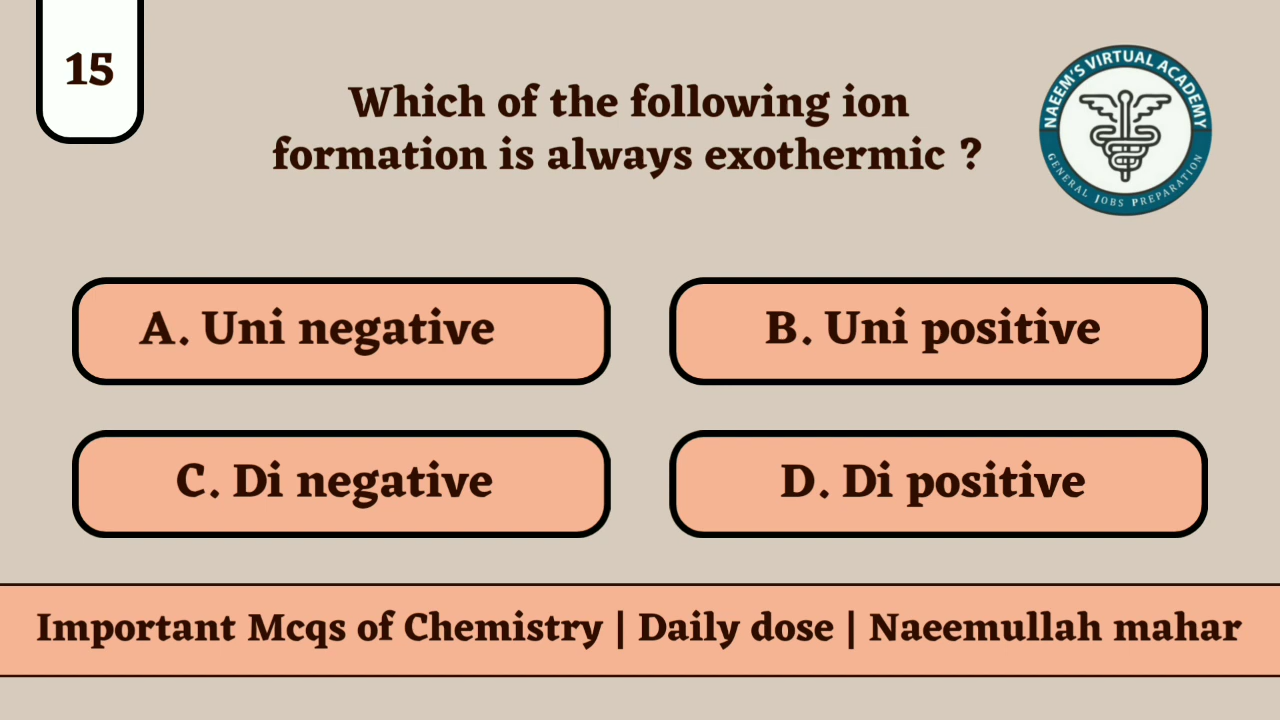 15
Which of the following ion
formation is always exothermic ?
NAEEM'S VIRTUAL ACADEMY
GENERAL JOBS PREPARATION
A. Uni negative
B. Uni positive
C. Di negative
D. Di positive
Important Mcqs of Chemistry | Daily dose | Naeemullah mahar